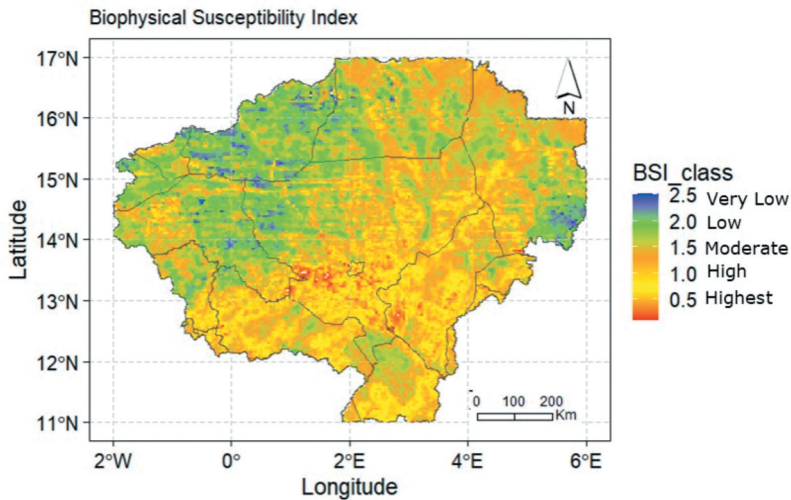 Biophysical Susceptibility Index
17°N
16°N
15°N
14°N
13°N
12°N
11°N
Latitude
N
0 100 200
Km
2°W 0° 2°E 4°E 6°E
Longitude
BSI_class
2.5 Very Low
2.0 Low
1.5 Moderate
1.0 High
0.5 Highest